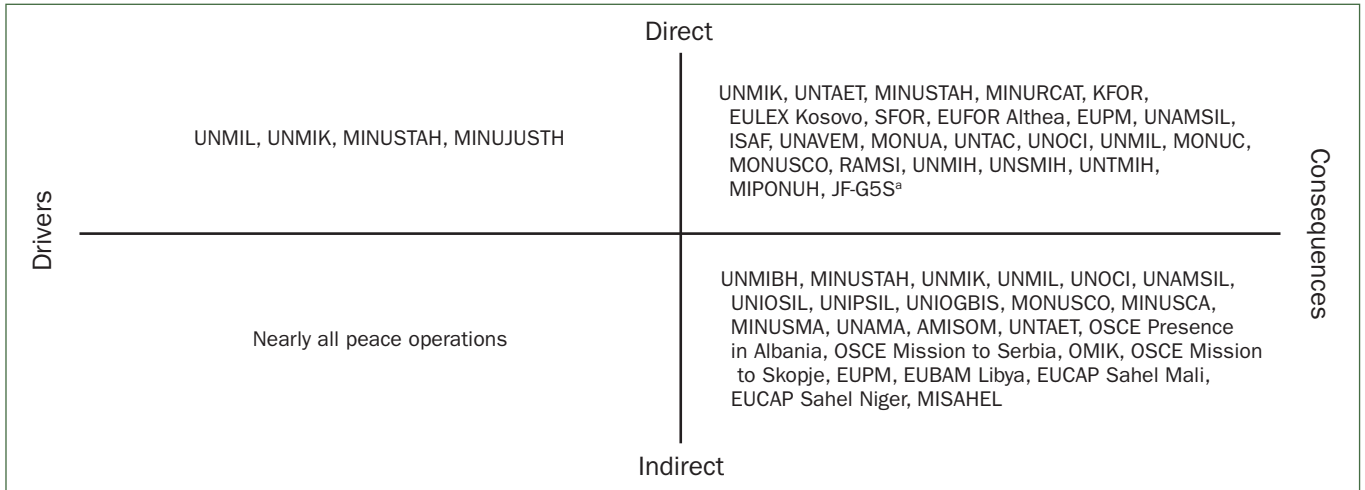 Direct
UNMIL, UNMIK, MINUSTAH, MINUJUSTH
UNMIK, UNTAET, MINUSTAH, MINURCAT, KFOR,
EULEX Kosovo, SFOR, EUFOR Althea, EUPM, UNAMSIL,
ISAF, UNAVEM, MONUA, UNTAC, UNOCI, UNMIL, MONUC,
MONUSCO, RAMSI, UNMIH, UNSMIH, UNTMIH,
MIPONUH, JF-G5Sᵃ
Drivers
Consequences
Nearly all peace operations
UNMIBH, MINUSTAH, UNMIK, UNMIL, UNOCI, UNAMSIL,
UNIOSIL, UNIPSIL, UNIOGBIS, MONUSCO, MINUSCA,
MINUSMA, UNAMA, AMISOM, UNTAET, OSCE Presence
in Albania, OSCE Mission to Serbia, OMIK, OSCE Mission
to Skopje, EUPM, EUBAM Libya, EUCAP Sahel Mali,
EUCAP Sahel Niger, MISAHEL
Indirect